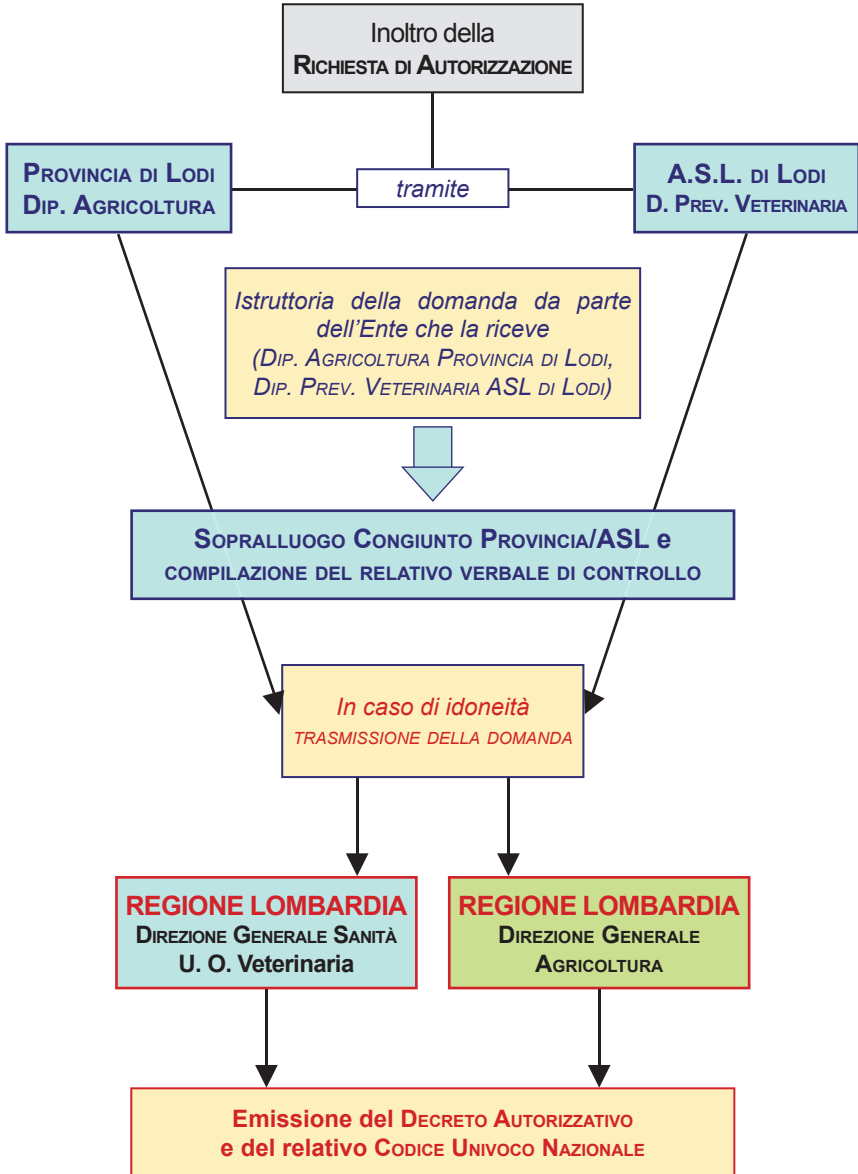 Inoltro della
RICHIESTA DI AUTORIZZAZIONE
PROVINCIA DI LODI
DIP. AGRICOLTURA
tramite
A.S.L. DI LODI
D. PREV. VETERINARIA
Istruttoria della domanda da parte
dell'Ente che la riceve
(DIP. AGRICOLTURA PROVINCIA DI LODI,
DIP. PREV. VETERINARIA ASL DI LODI)
SOPRALLUOGO CONGIUNTO PROVINCIA/ASL e
COMPILAZIONE DEL RELATIVO VERBALE DI CONTROLLO
In caso di idoneità
TRASMISSIONE DELLA DOMANDA
REGIONE LOMBARDIA
DIREZIONE GENERALE SANITÀ
U. O. Veterinaria
REGIONE LOMBARDIA
DIREZIONE GENERALE
AGRICOLTURA
Emissione del DECRETO AUTORIZZATIVO
e del relativo CODICE UNIVOCO NAZIONALE